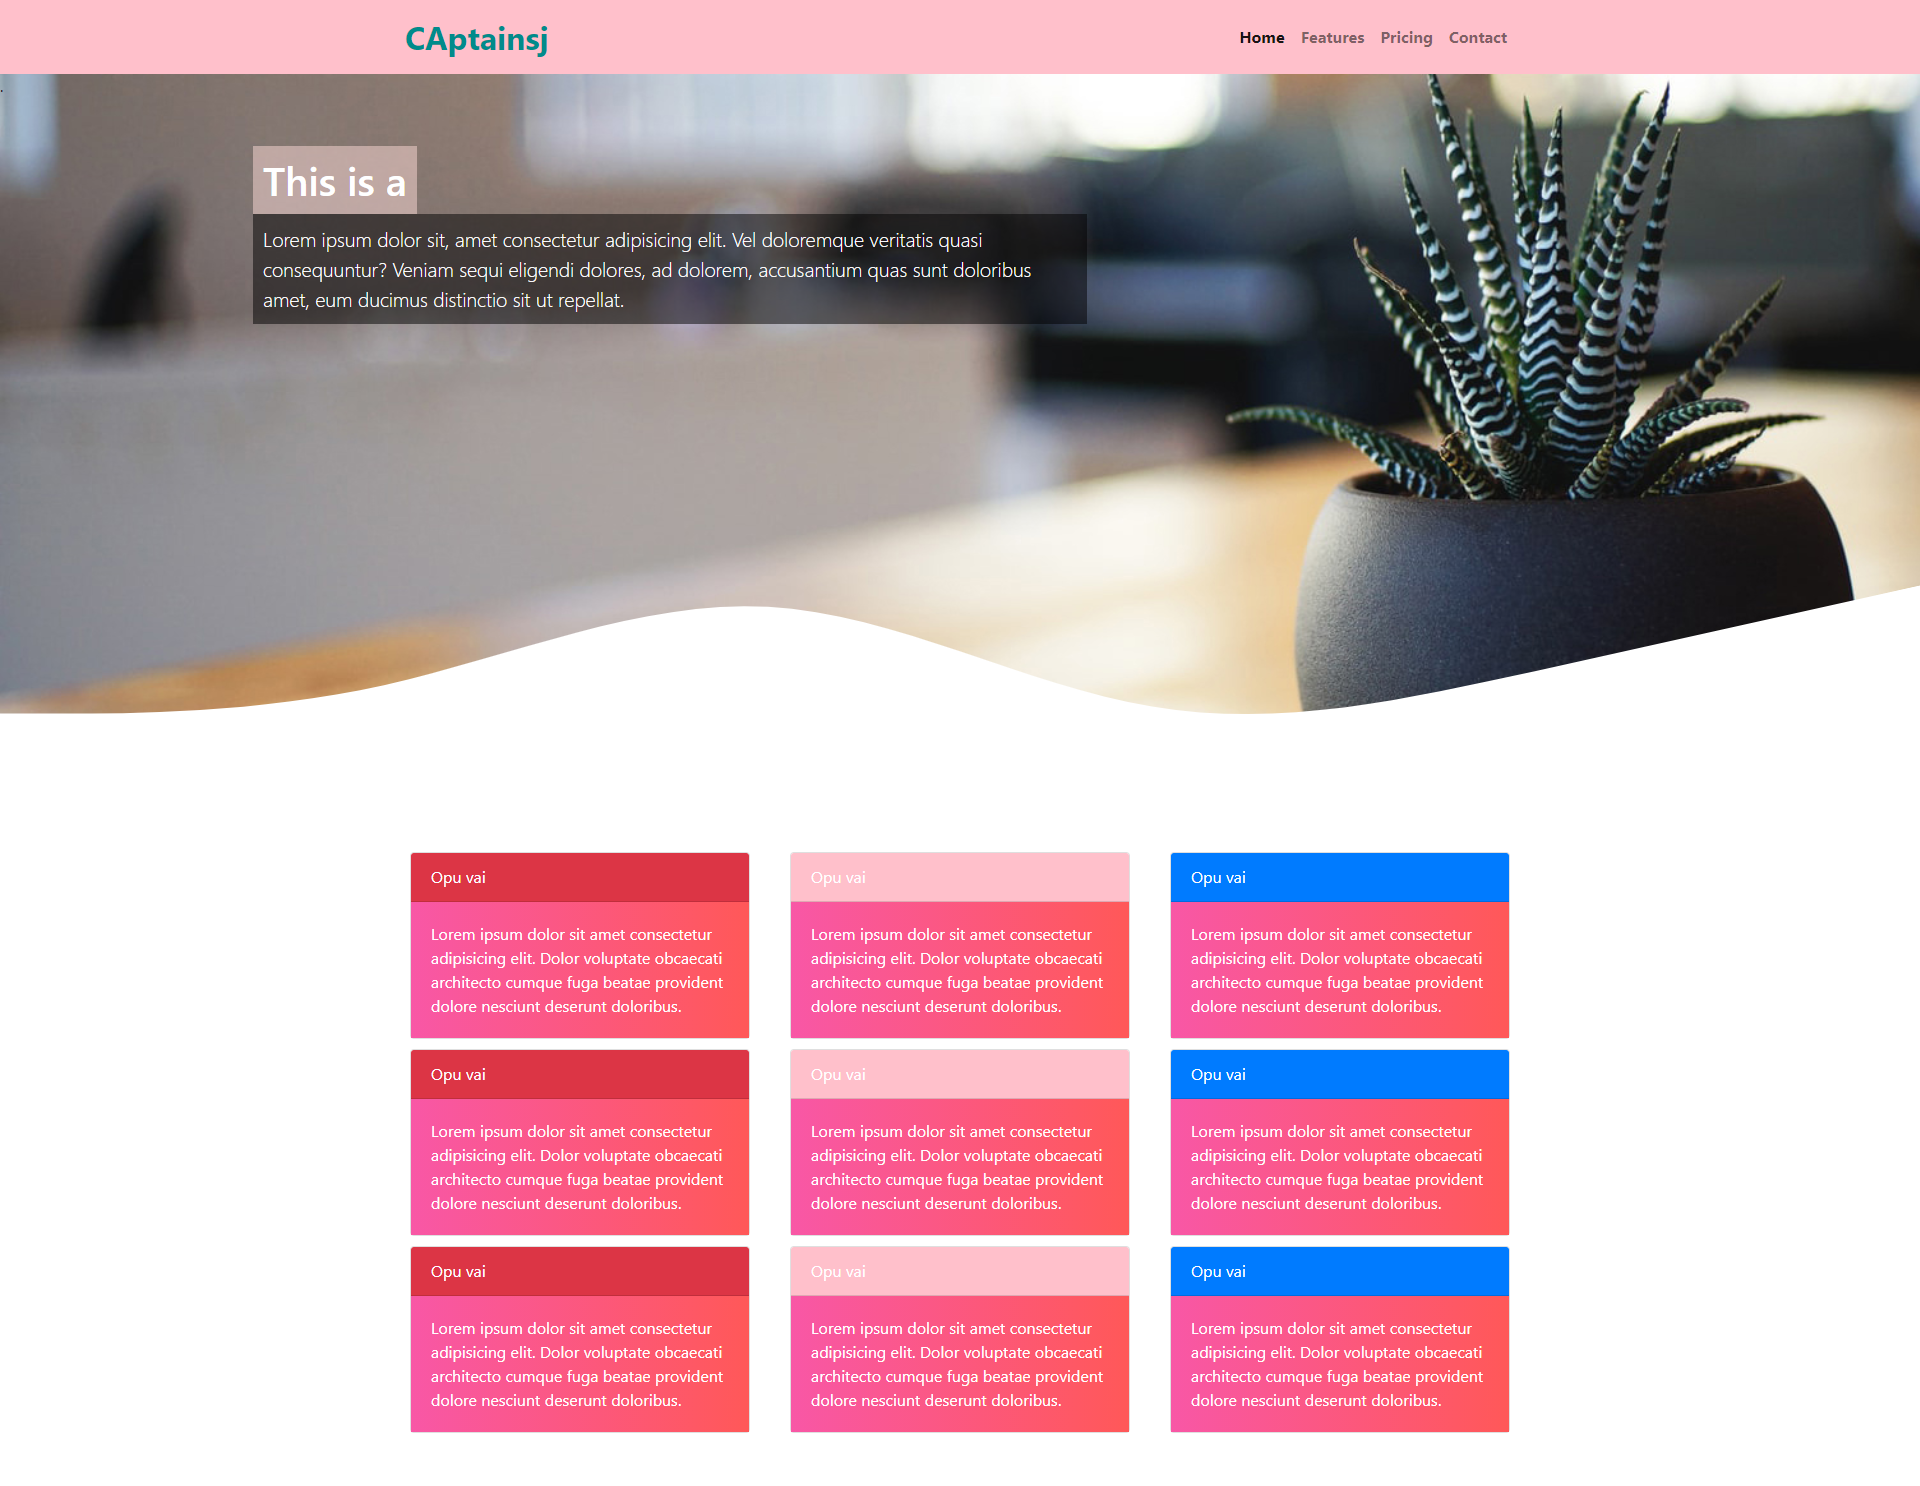 CAptainsj
Home Features Pricing Contact
.
This is a
Lorem ipsum dolor sit, amet consectetur adipisicing elit. Vel doloremque veritatis quasi
consequuntur? Veniam sequi eligendi dolores, ad dolorem, accusantium quas sunt doloribus
amet, eum ducimus distinctio sit ut repellat.
Opu vai
Lorem ipsum dolor sit amet consectetur
adipisicing elit. Dolor voluptate obcaecati
architecto cumque fuga beatae provident
dolore nesciunt deserunt doloribus.
Opu vai
Lorem ipsum dolor sit amet consectetur
adipisicing elit. Dolor voluptate obcaecati
architecto cumque fuga beatae provident
dolore nesciunt deserunt doloribus.
Opu vai
Lorem ipsum dolor sit amet consectetur
adipisicing elit. Dolor voluptate obcaecati
architecto cumque fuga beatae provident
dolore nesciunt deserunt doloribus.
Opu vai
Lorem ipsum dolor sit amet consectetur
adipisicing elit. Dolor voluptate obcaecati
architecto cumque fuga beatae provident
dolore nesciunt deserunt doloribus.
Opu vai
Lorem ipsum dolor sit amet consectetur
adipisicing elit. Dolor voluptate obcaecati
architecto cumque fuga beatae provident
dolore nesciunt deserunt doloribus.
Opu vai
Lorem ipsum dolor sit amet consectetur
adipisicing elit. Dolor voluptate obcaecati
architecto cumque fuga beatae provident
dolore nesciunt deserunt doloribus.
Opu vai
Lorem ipsum dolor sit amet consectetur
adipisicing elit. Dolor voluptate obcaecati
architecto cumque fuga beatae provident
dolore nesciunt deserunt doloribus.
Opu vai
Lorem ipsum dolor sit amet consectetur
adipisicing elit. Dolor voluptate obcaecati
architecto cumque fuga beatae provident
dolore nesciunt deserunt doloribus.
Opu vai
Lorem ipsum dolor sit amet consectetur
adipisicing elit. Dolor voluptate obcaecati
architecto cumque fuga beatae provident
dolore nesciunt deserunt doloribus.